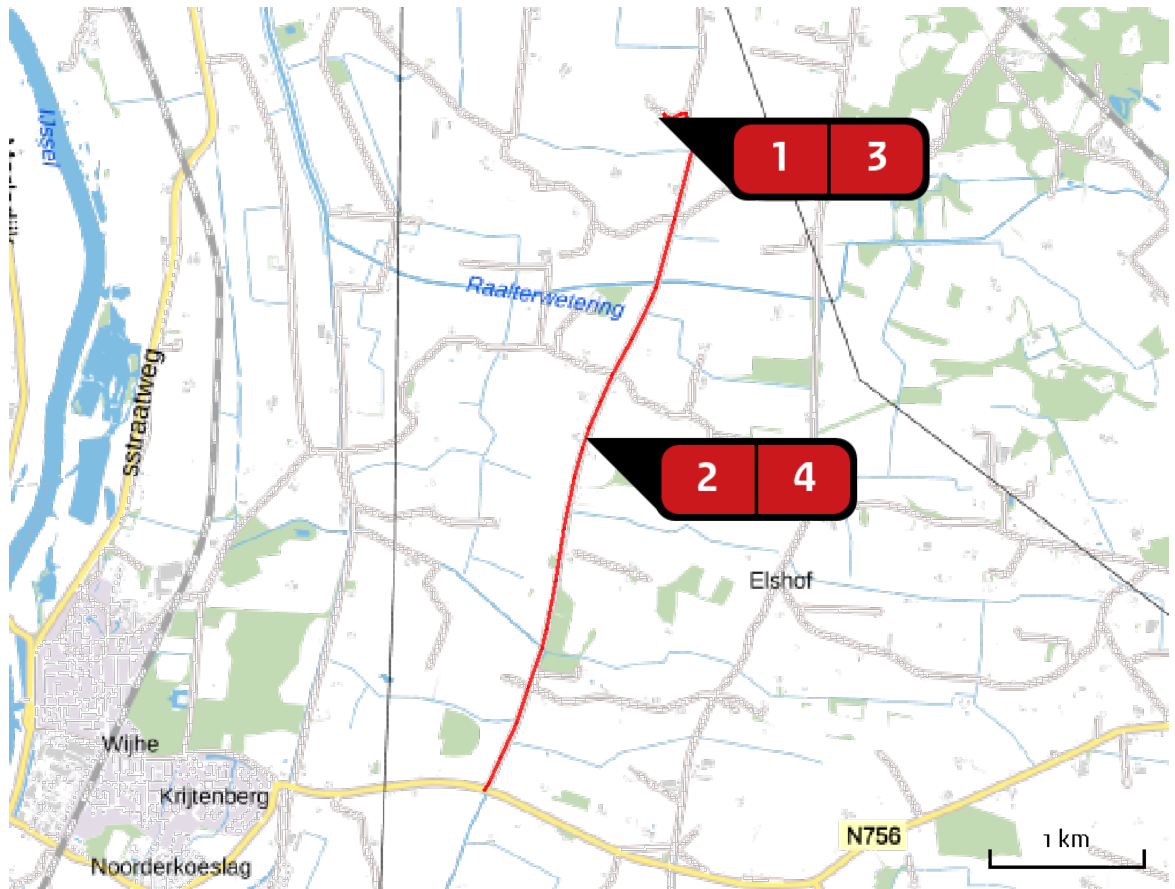 1 3
IJssel
Raalterwetering
sstraatweg
2 4
Elshof
Wijhe
Krijtenberg
N756
1 km
Noorderkoeslag